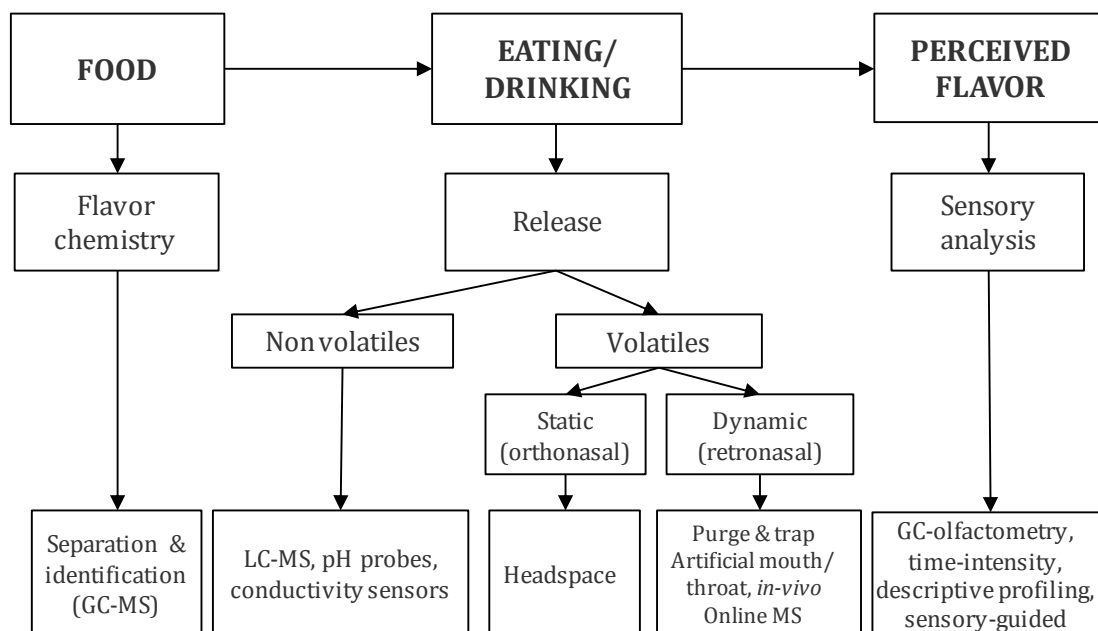 FOOD
EATING/
DRINKING
PERCEIVED
FLAVOR
Flavor
chemistry
Release
Sensory
analysis
Non volatiles
Volatiles
Static
(orthonasal)
Dynamic
(retronasal)
Separation &
identification
(GC-MS)
LC-MS, pH probes,
conductivity sensors
Headspace
Purge & trap
Artificial mouth/
throat, in-vivo
Online MS
GC-olfactometry,
time-intensity,
descriptive profiling,
sensory-guided